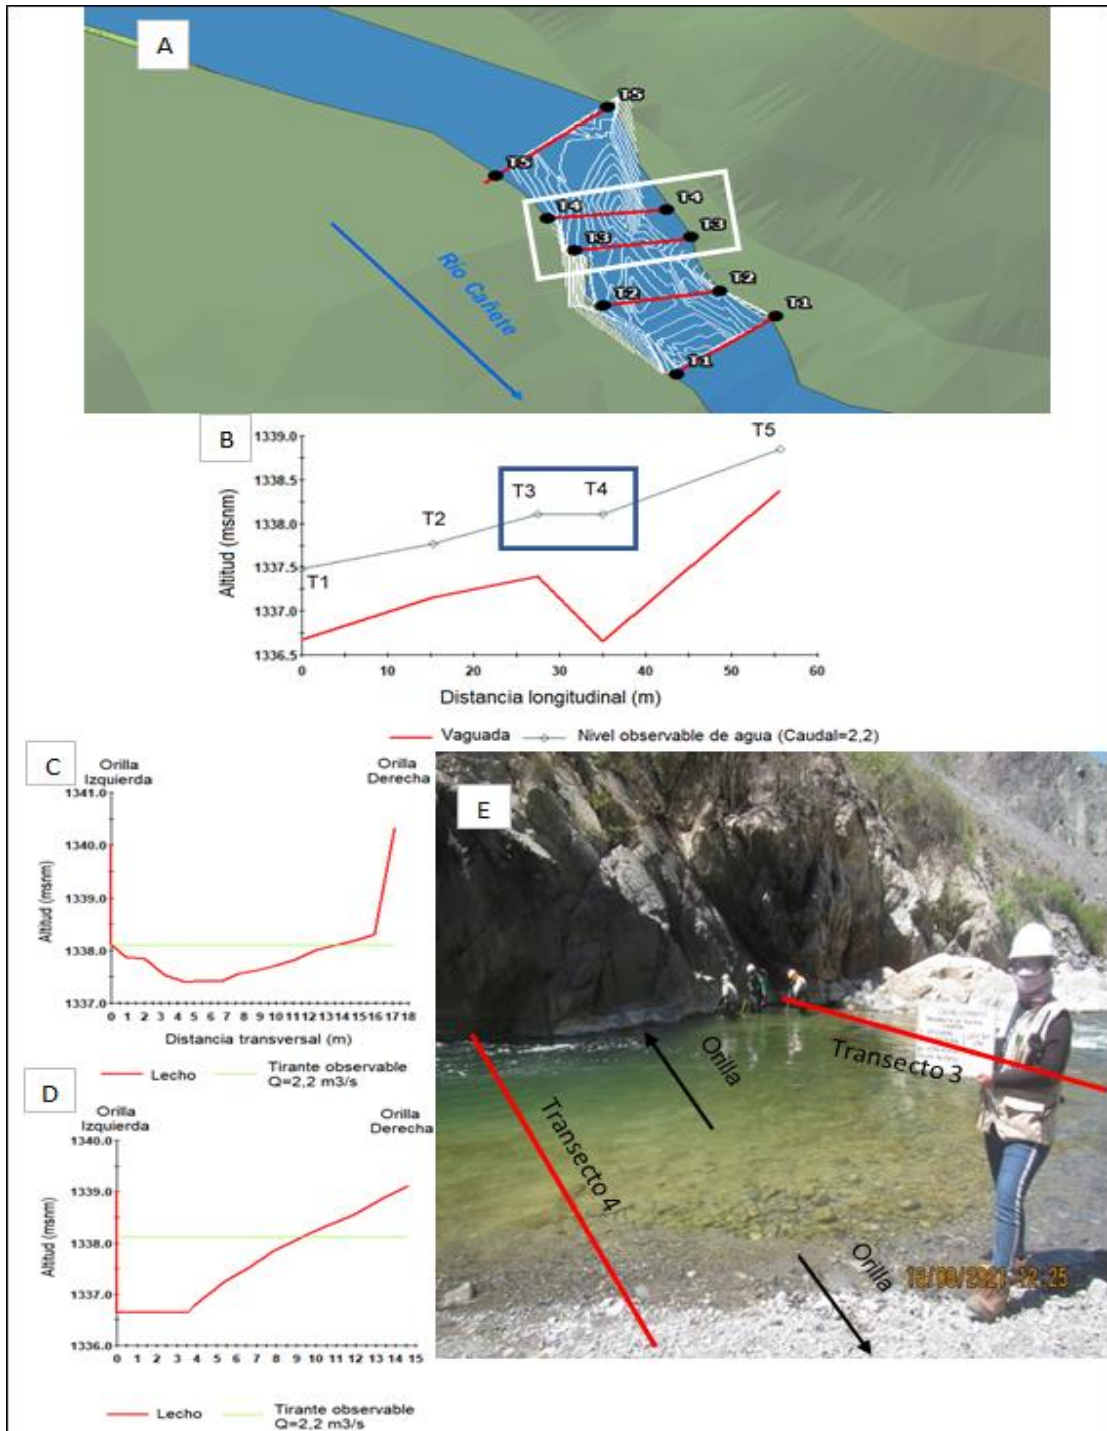 A
T5
T5
T4
T4
T3
T3
T2
T2
T1
T1
Río Cañete
B
1339.0
1338.5
1338.0
1337.5
1337.0
1336.5
Altitud (msnm)
T1
T2
T3
T4
T5
0 10 20 30 40 50 60
Distancia longitudinal (m)
Vaguada
Nivel observable de agua (Caudal=2,2)
C
Orilla
Izquierda
Orilla
Derecha
1341.0
1340.0
1339.0
1338.0
1337.0
Altitud (msnm)
0 1 2 3 4 5 6 7 8 9 10 11 12 13 14 15 16 17 18
Distancia transversal (m)
Lecho
Tirante observable
Q=2,2 m3/s
D
Orilla
Izquierda
Orilla
Derecha
1340.0
1339.0
1338.0
1337.0
1336.0
Altitud (msnm)
0 1 2 3 4 5 6 7 8 9 10 11 12 13 14 15
Lecho
Tirante observable
Q=2,2 m3/s
E
Orilla
Transecto 3
Transecto 4
Orilla
12:25